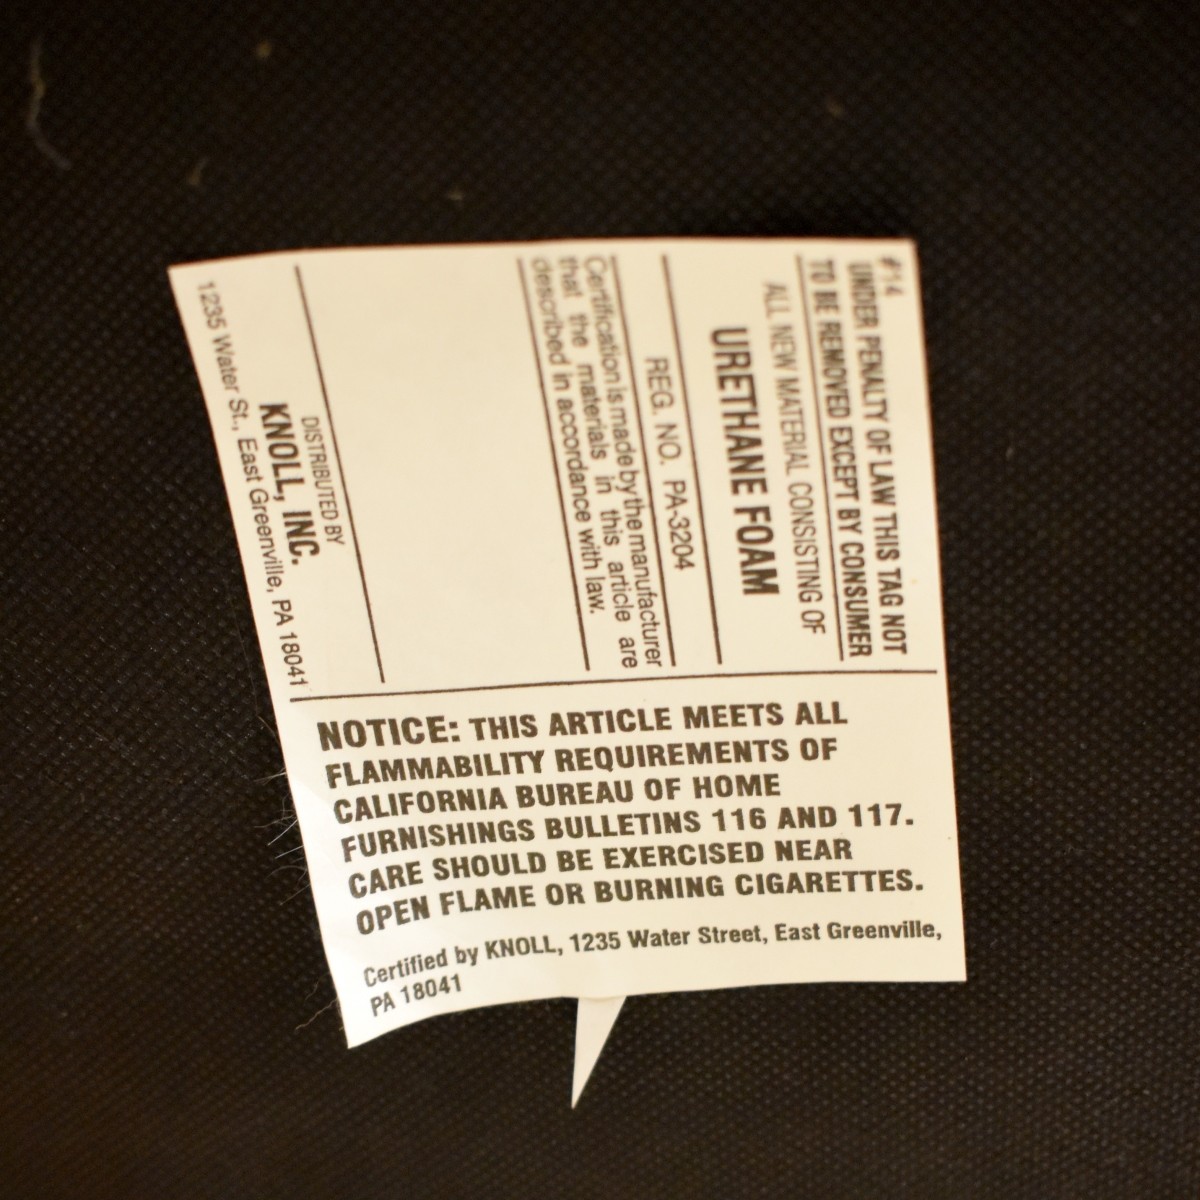 #14
UNDER PENALTY OF LAW THIS TAG NOT
TO BE REMOVED EXCEPT BY CONSUMER
ALL NEW MATERIAL CONSISTING OF
URETHANE FOAM
REG. NO. PA-3204
Certification is made by the manufacturer
that the materials in this article are
described in accordance with law.
DISTRIBUTED BY
KNOLL, INC.
1235 Water St., East Greenville, PA 18041
NOTICE: THIS ARTICLE MEETS ALL
FLAMMABILITY REQUIREMENTS OF
CALIFORNIA BUREAU OF HOME
FURNISHINGS BULLETINS 116 AND 117.
CARE SHOULD BE EXERCISED NEAR
OPEN FLAME OR BURNING CIGARETTES.
Certified by KNOLL, 1235 Water Street, East Greenville,
PA 18041